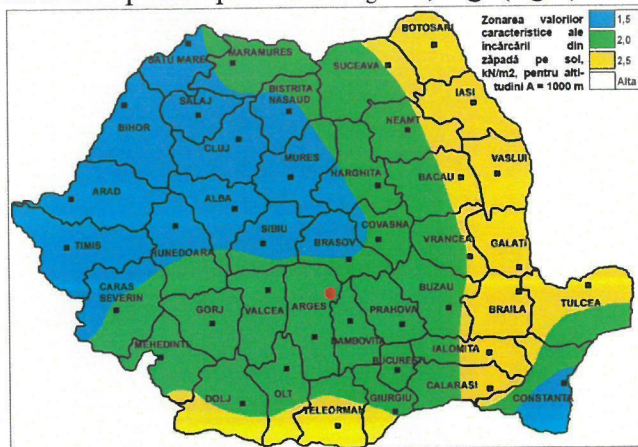 Zonarea valorilor
caracteristice ale
încărcării din
zăpadă pe sol,
kN/m2, pentru alti-
tudini A = 1000 m
1,5
2,0
2,5
Alta
BOTOSARI
SATU MARE
MARAMURES
SUCEAVA
IASI
SALAJ
BISTRITA
NASAUD
BIHOR
NEAMT
CLUJ
VASLUI
MURES
HARGHITA
BACAU
ARAD
ALBA
COVASNA
TIMIS
HUNEDOARA
SIBIU
BRASOV
VRANCEA
GALATI
CARAS
SEVERIN
BUZAU
TULCEA
GORJ
VALCEA
ARGES
PRAHOVA
BRAILA
MEHEDINTI
DAMBOVITA
IALOMITA
BUCURESTI
OLT
CALARASI
DOLJ
GIURGIU
CONSTANTA
TELEORMAN